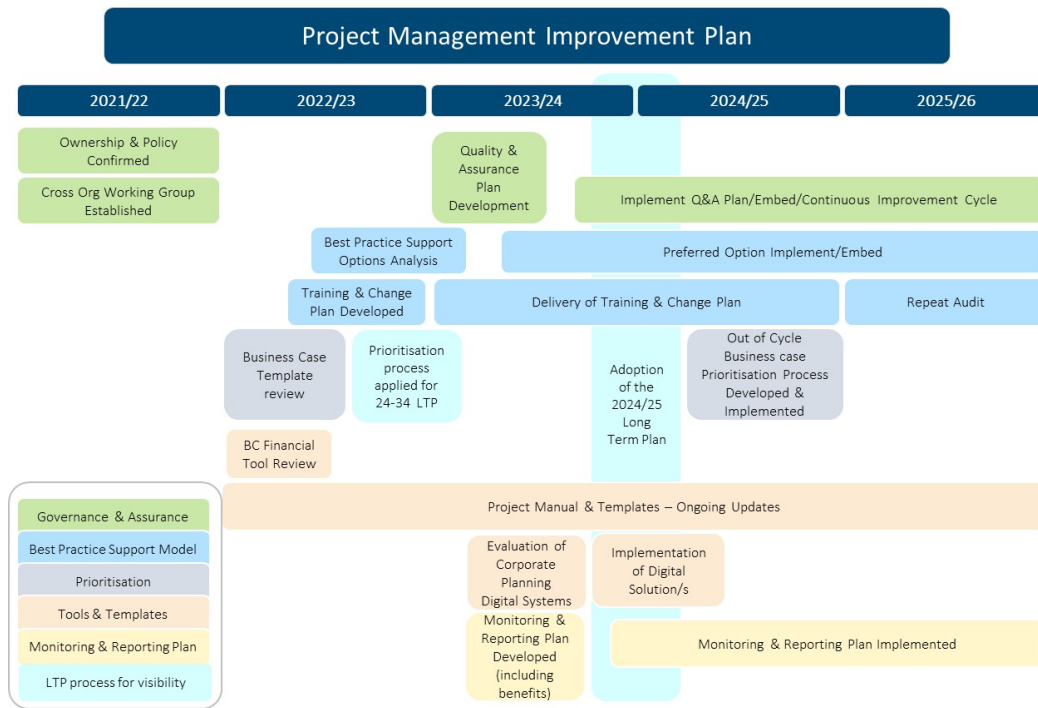 Project Management Improvement Plan
2021/22
2022/23
2023/24
2024/25
2025/26
Ownership & Policy
Confirmed
Cross Org Working Group
Established
Quality &
Assurance
Plan
Development
Implement Q&A Plan/Embed/Continuous Improvement Cycle
Best Practice Support
Options Analysis
Preferred Option Implement/Embed
Training & Change
Plan Developed
Delivery of Training & Change Plan
Repeat Audit
Business Case
Template
review
Prioritisation
process
applied for
24-34 LTP
Adoption
of the
2024/25
Long
Term Plan
Out of Cycle
Business case
Prioritisation Process
Developed &
Implemented
BC Financial
Tool Review
Project Manual & Templates – Ongoing Updates
Evaluation of
Corporate
Planning
Digital Systems
Implementation
of Digital
Solution/s
Monitoring &
Reporting Plan
Developed
(including
benefits)
Monitoring & Reporting Plan Implemented
Governance & Assurance
Best Practice Support Model
Prioritisation
Tools & Templates
Monitoring & Reporting Plan
LTP process for visibility